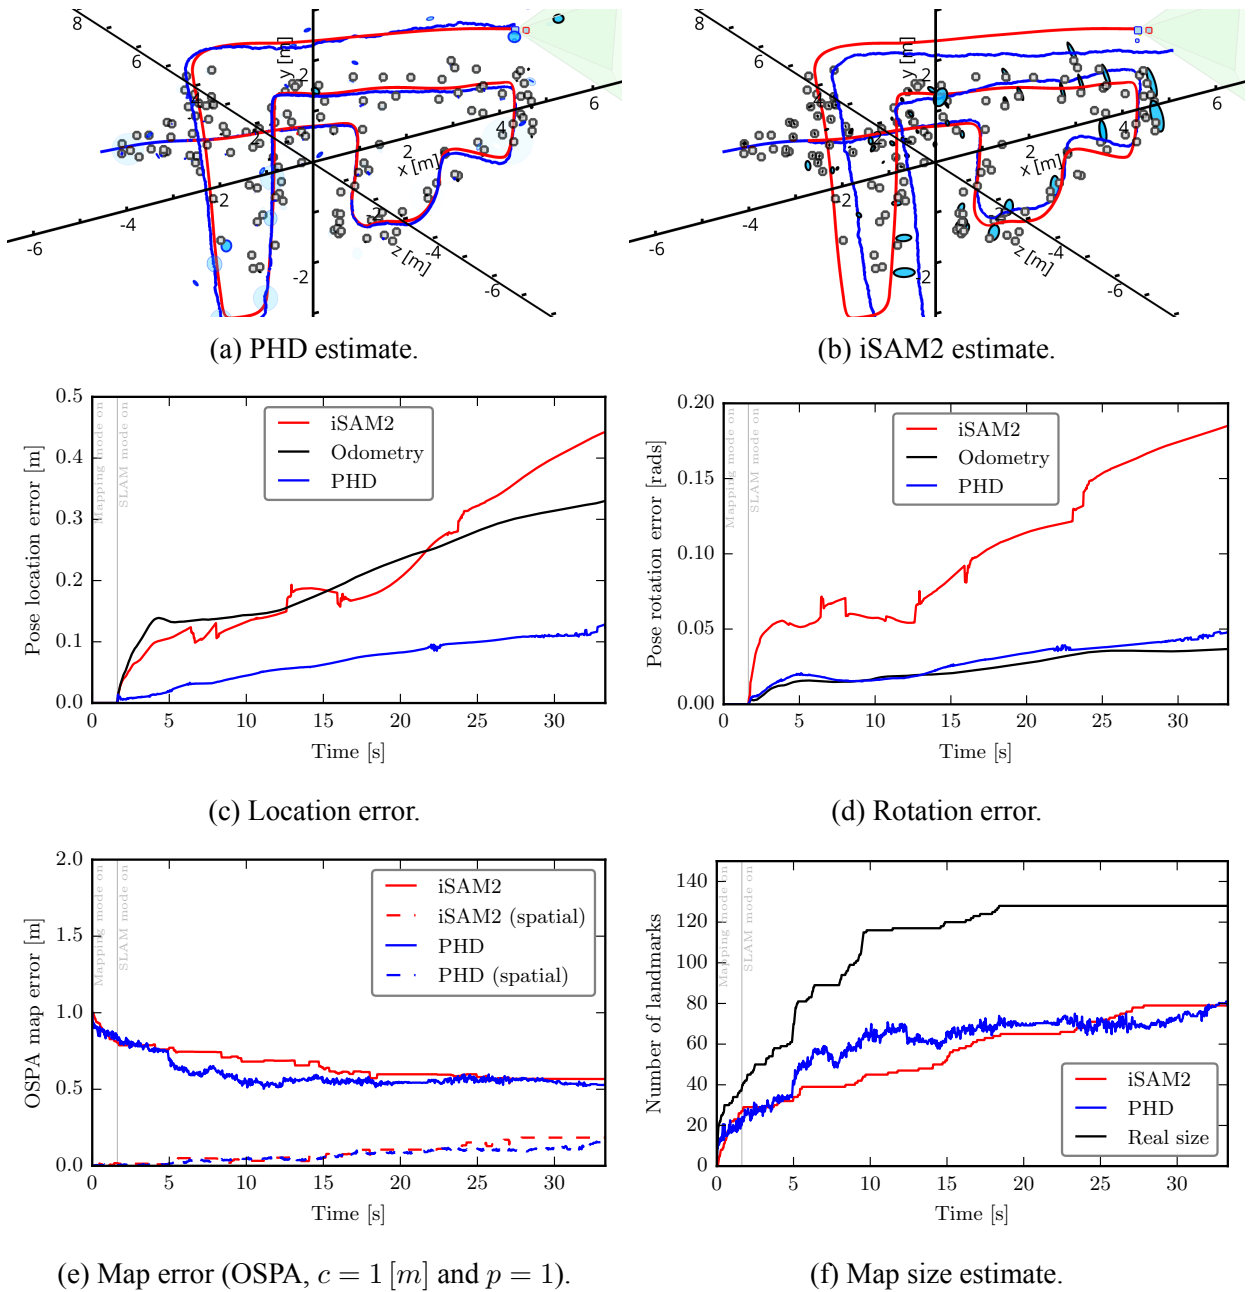 8
6
4
2
y [m]
2
4
6
x [m]
-6
-4
-2
-2
-2
z [m]
-4
-6
(a) PHD estimate.
8
6
4
2
y [m]
2
4
6
x [m]
-6
-4
-2
-2
-2
z [m]
-4
-6
(b) iSAM2 estimate.
0.5
0.4
0.3
0.2
0.1
0.0
Pose location error [m]
Mapping mode on
SLAM mode on
iSAM2
Odometry
PHD
0 5 10 15 20 25 30
Time [s]
(c) Location error.
0.20
0.15
0.10
0.05
0.00
Pose rotation error [rads]
Mapping mode on
SLAM mode on
iSAM2
Odometry
PHD
0 5 10 15 20 25 30
Time [s]
(d) Rotation error.
2.0
1.5
1.0
0.5
0.0
OSPA map error [m]
Mapping mode on
SLAM mode on
iSAM2
iSAM2 (spatial)
PHD
PHD (spatial)
0 5 10 15 20 25 30
Time [s]
(e) Map error (OSPA, c = 1 [m] and p = 1).
140
120
100
80
60
40
20
0
Number of landmarks
Mapping mode on
SLAM mode on
iSAM2
PHD
Real size
0 5 10 15 20 25 30
Time [s]
(f) Map size estimate.